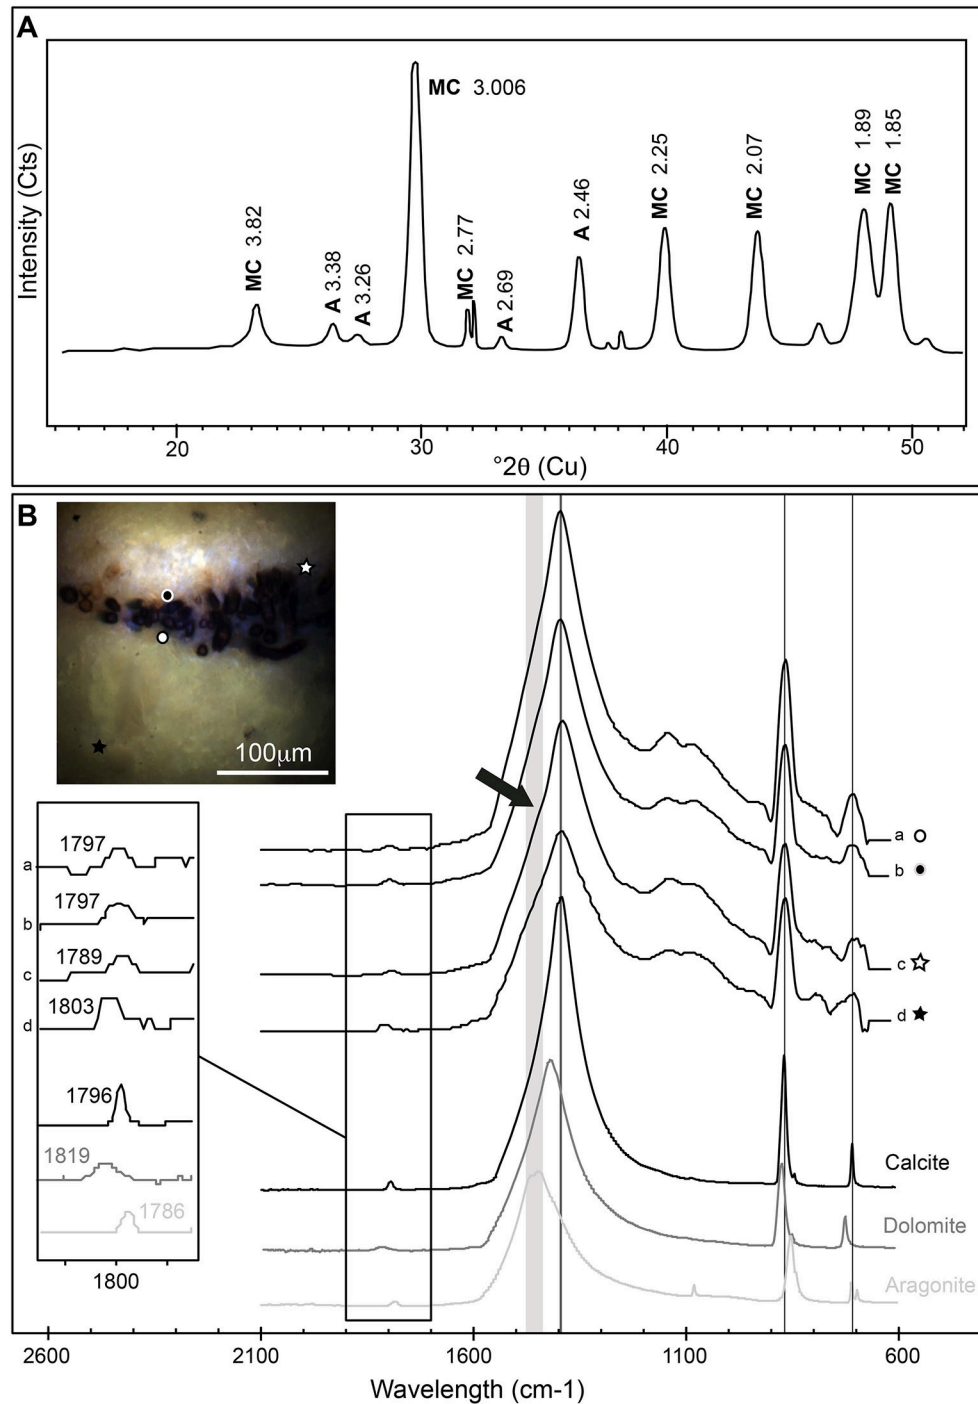 A
Intensity (Cts)
MC 3.82
A 3.38
A 3.26
MC 3.006
MC 2.77
A 2.69
A 2.46
MC 2.25
MC 2.07
MC 1.89
MC 1.85
20 30 40 50
°2θ (Cu)
B
100µm
1797
a
1797
b
1789
c
1803
d
1796
1819
1786
1800
a
b
c
d
Calcite
Dolomite
Aragonite
2600 2100 1600 1100 600
Wavelength (cm-1)